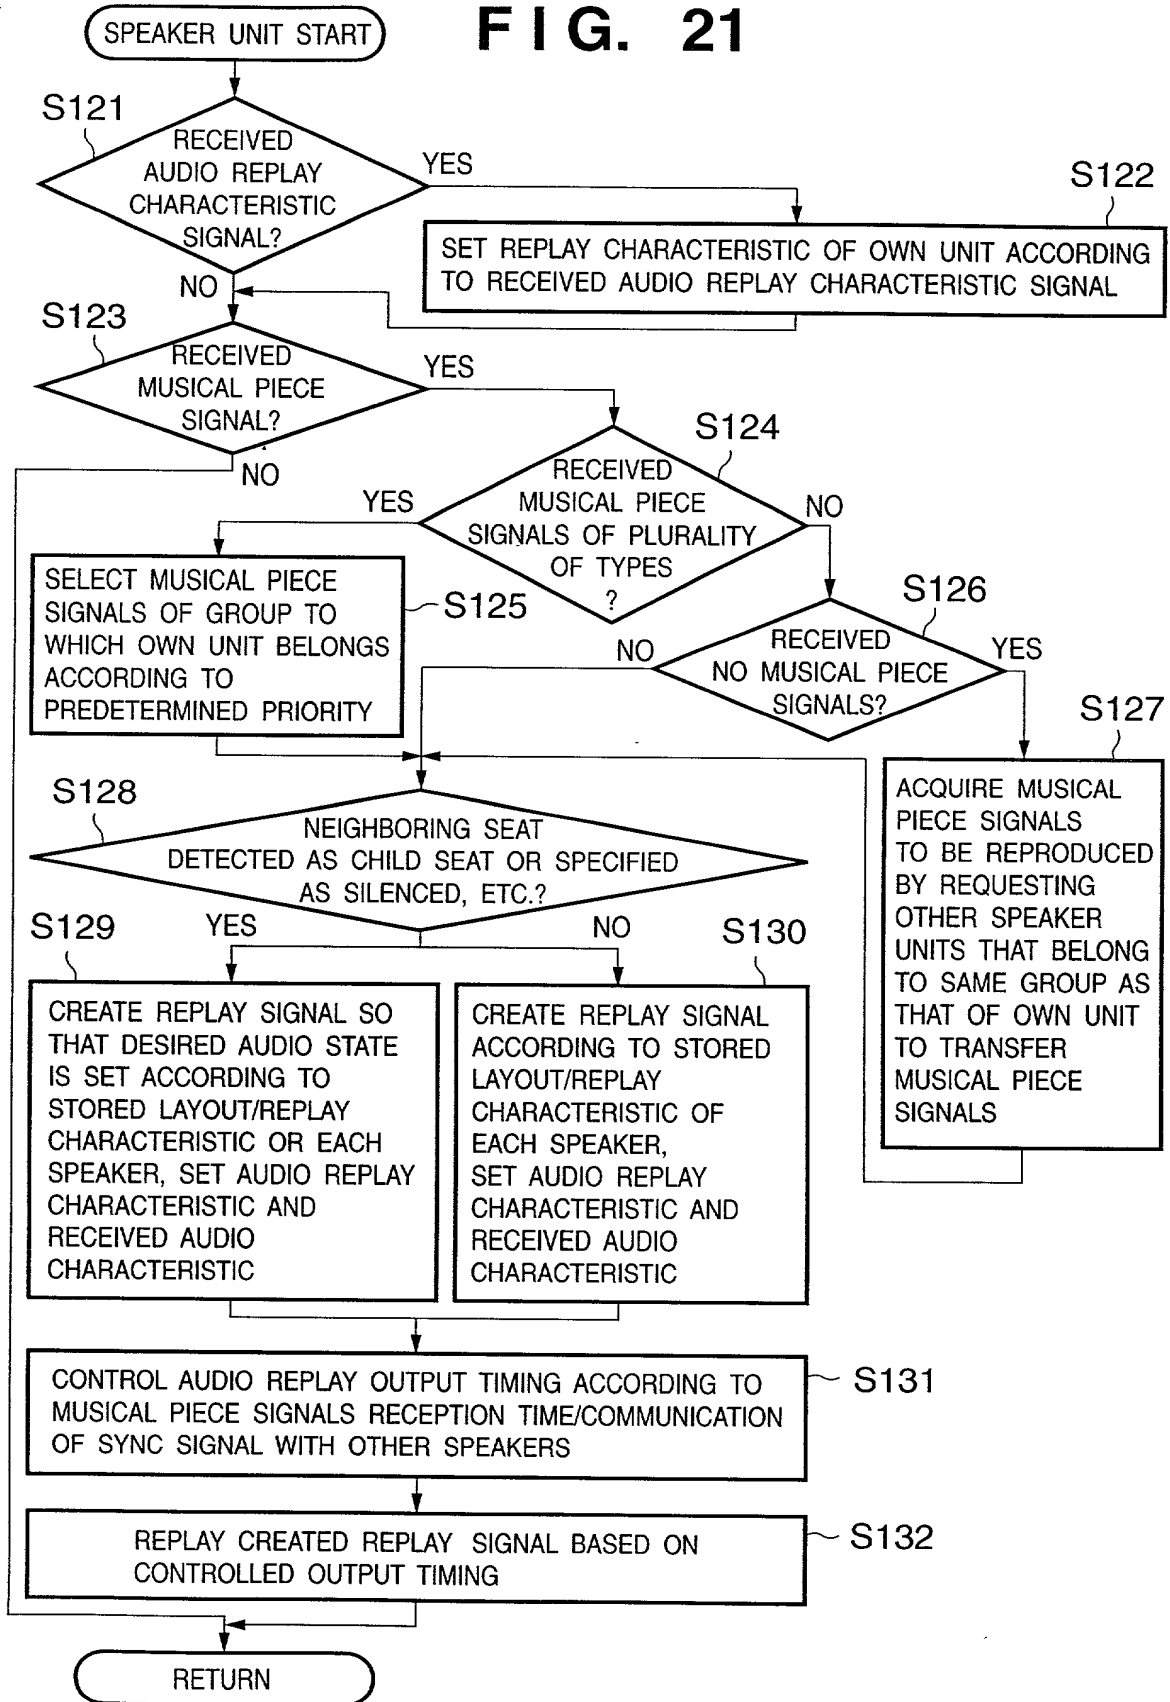 FIG. 21
SPEAKER UNIT START
S121
RECEIVED
AUDIO REPLAY
CHARACTERISTIC
SIGNAL?
YES
S122
SET REPLAY CHARACTERISTIC OF OWN UNIT ACCORDING
TO RECEIVED AUDIO REPLAY CHARACTERISTIC SIGNAL
NO
S123
RECEIVED
MUSICAL PIECE
SIGNAL?
YES
NO
S124
RECEIVED
MUSICAL PIECE
SIGNALS OF PLURALITY
OF TYPES
?
YES
NO
SELECT MUSICAL PIECE
SIGNALS OF GROUP TO
WHICH OWN UNIT BELONGS
ACCORDING TO
PREDETERMINED PRIORITY
S125
S126
RECEIVED
NO MUSICAL PIECE
SIGNALS?
NO
YES
S127
ACQUIRE MUSICAL
PIECE SIGNALS
TO BE REPRODUCED
BY REQUESTING
OTHER SPEAKER
UNITS THAT BELONG
TO SAME GROUP AS
THAT OF OWN UNIT
TO TRANSFER
MUSICAL PIECE
SIGNALS
S128
NEIGHBORING SEAT
DETECTED AS CHILD SEAT OR SPECIFIED
AS SILENCED, ETC.?
YES
NO
S129
CREATE REPLAY SIGNAL SO
THAT DESIRED AUDIO STATE
IS SET ACCORDING TO
STORED LAYOUT/REPLAY
CHARACTERISTIC OR EACH
SPEAKER, SET AUDIO REPLAY
CHARACTERISTIC AND
RECEIVED AUDIO
CHARACTERISTIC
S130
CREATE REPLAY SIGNAL
ACCORDING TO STORED
LAYOUT/REPLAY
CHARACTERISTIC OF
EACH SPEAKER,
SET AUDIO REPLAY
CHARACTERISTIC AND
RECEIVED AUDIO
CHARACTERISTIC
CONTROL AUDIO REPLAY OUTPUT TIMING ACCORDING TO
MUSICAL PIECE SIGNALS RECEPTION TIME/COMMUNICATION
OF SYNC SIGNAL WITH OTHER SPEAKERS
S131
REPLAY CREATED REPLAY SIGNAL BASED ON
CONTROLLED OUTPUT TIMING
S132
RETURN